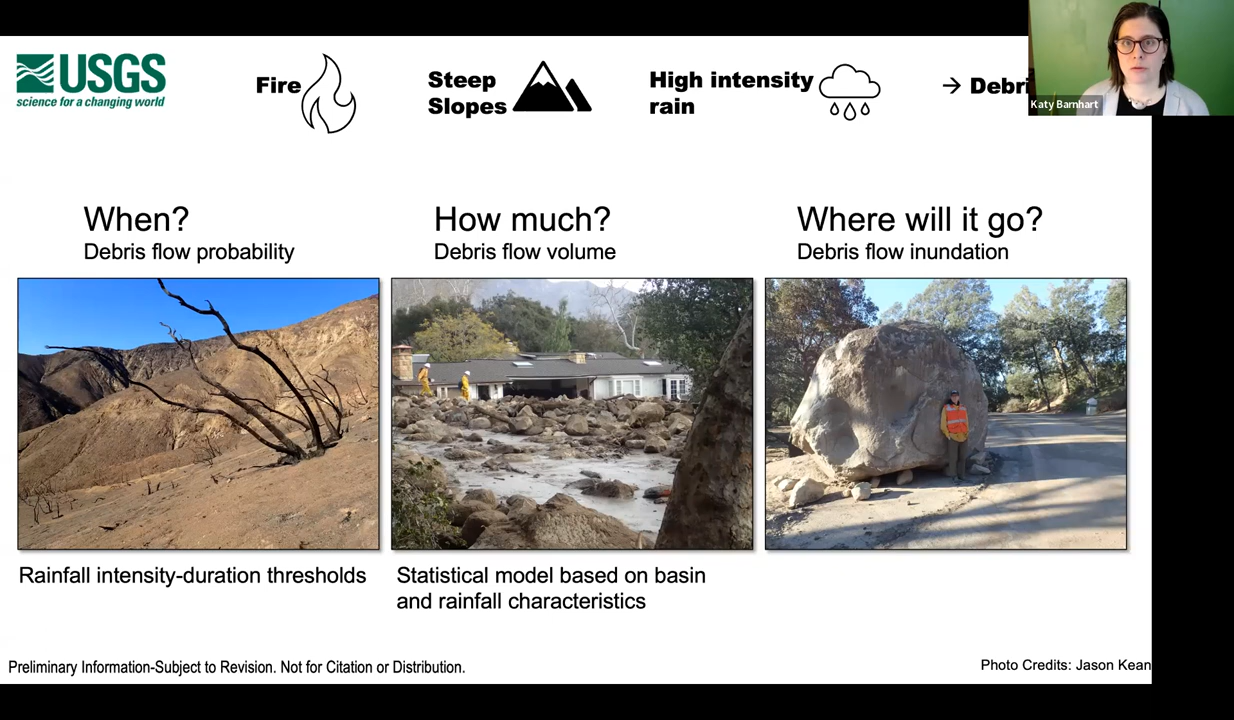 USGS
science for a changing world
Fire
Steep
Slopes
High intensity
rain
→ Debri
Katy Barnhart
When?
Debris flow probability
How much?
Debris flow volume
Where will it go?
Debris flow inundation
Rainfall intensity-duration thresholds
Statistical model based on basin
and rainfall characteristics
Preliminary Information-Subject to Revision. Not for Citation or Distribution.
Photo Credits: Jason Kean